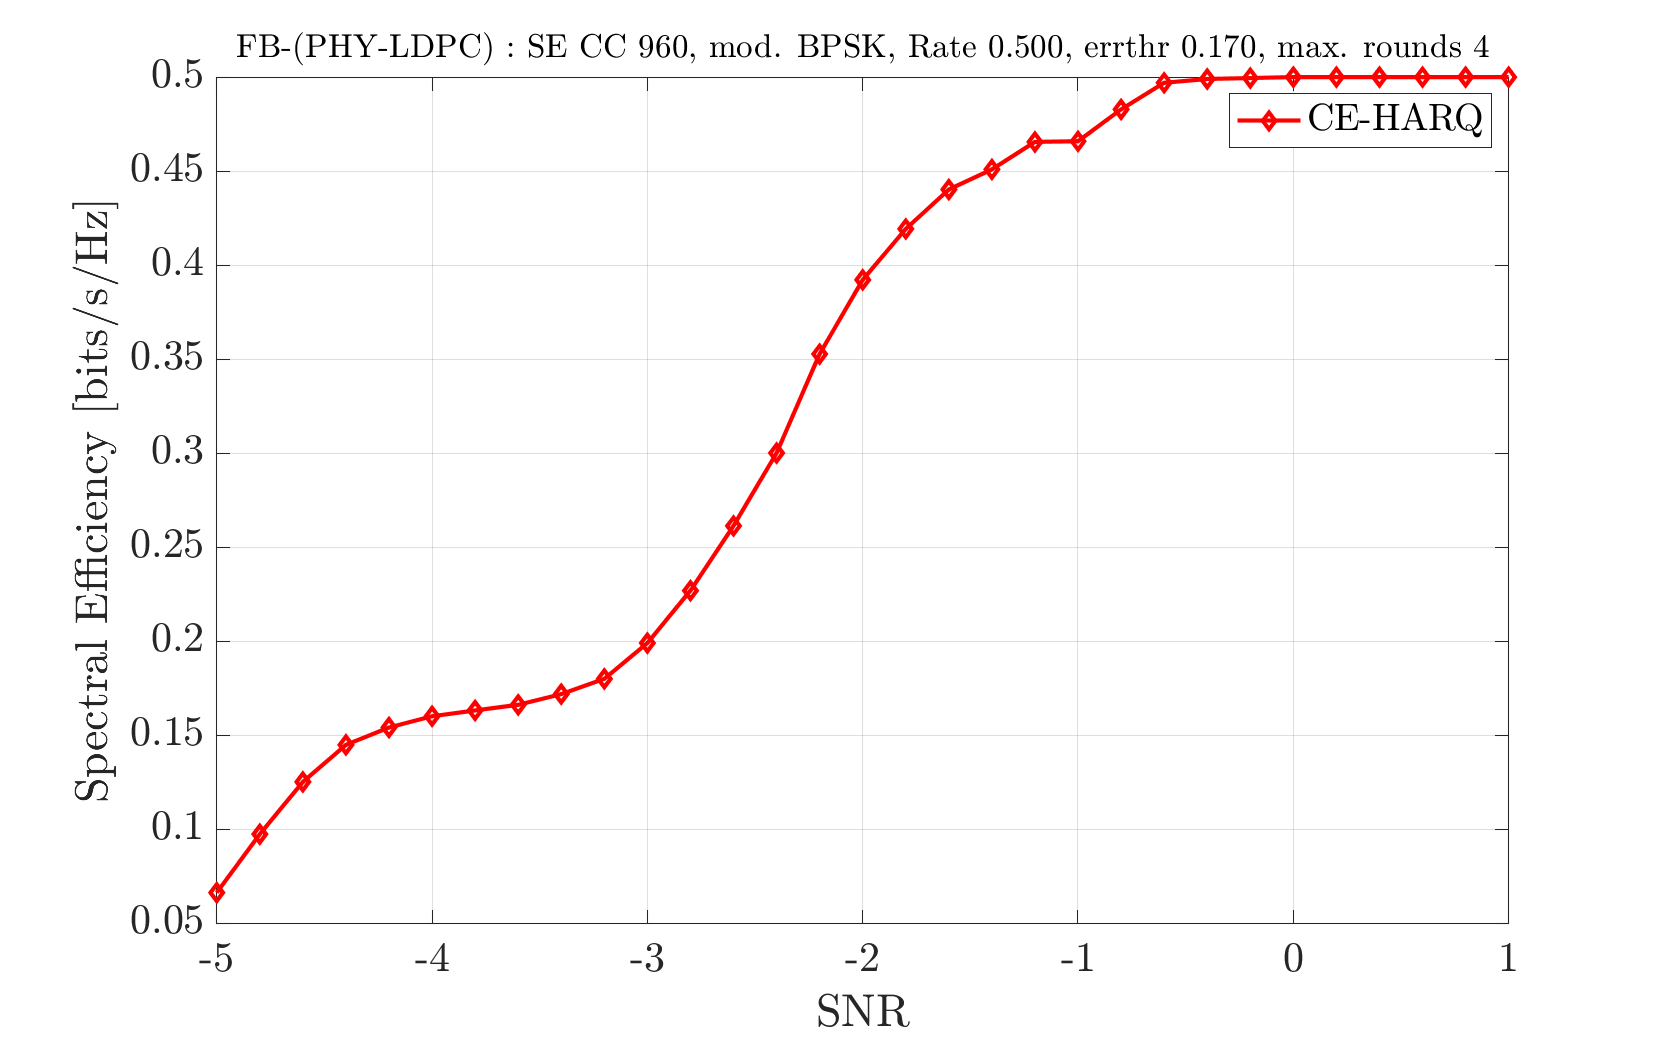 FB-(PHY-LDPC) : SE CC 960, mod. BPSK, Rate 0.500, errthr 0.170, max. rounds 4
CE-HARQ
Spectral Efficiency [bits/s/Hz]
0.5
0.45
0.4
0.35
0.3
0.25
0.2
0.15
0.1
0.05
-5 -4 -3 -2 -1 0 1
SNR